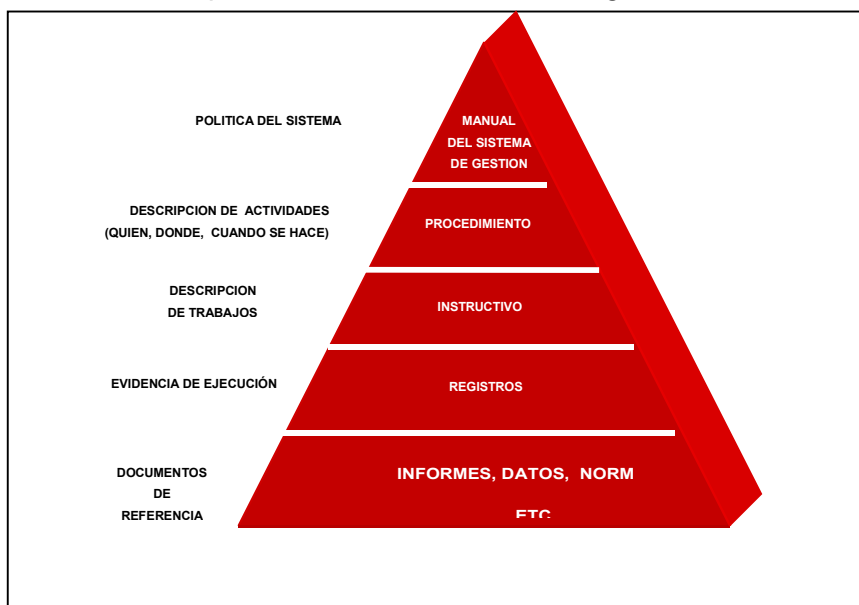 POLITICA DEL SISTEMA
MANUAL
DEL SISTEMA
DE GESTION
DESCRIPCION DE ACTIVIDADES
(QUIEN, DONDE, CUANDO SE HACE)
PROCEDIMIENTO
DESCRIPCION
DE TRABAJOS
INSTRUCTIVO
EVIDENCIA DE EJECUCIÓN
REGISTROS
DOCUMENTOS
DE
REFERENCIA
INFORMES, DATOS, NORM
ETC